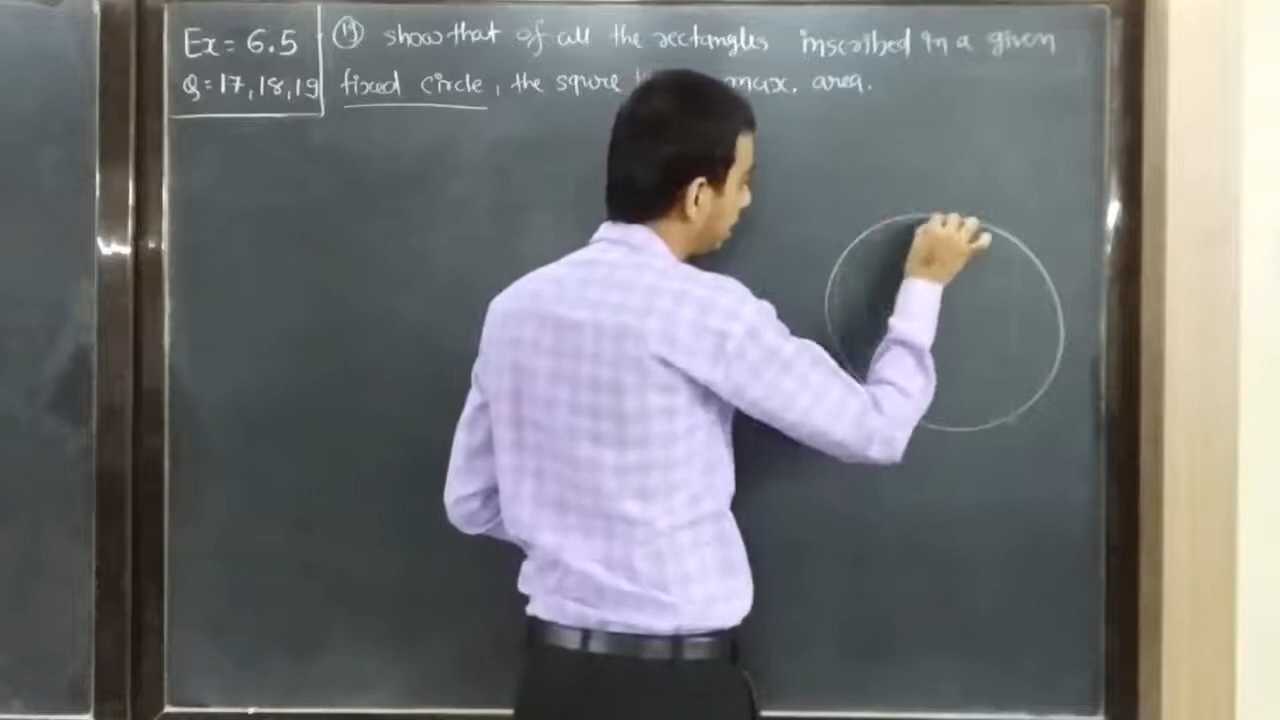 Ex = 6.5
Q = 17, 18, 19
show that of all the rectangles inscribed in a given
fixed circle, the squre max. area.